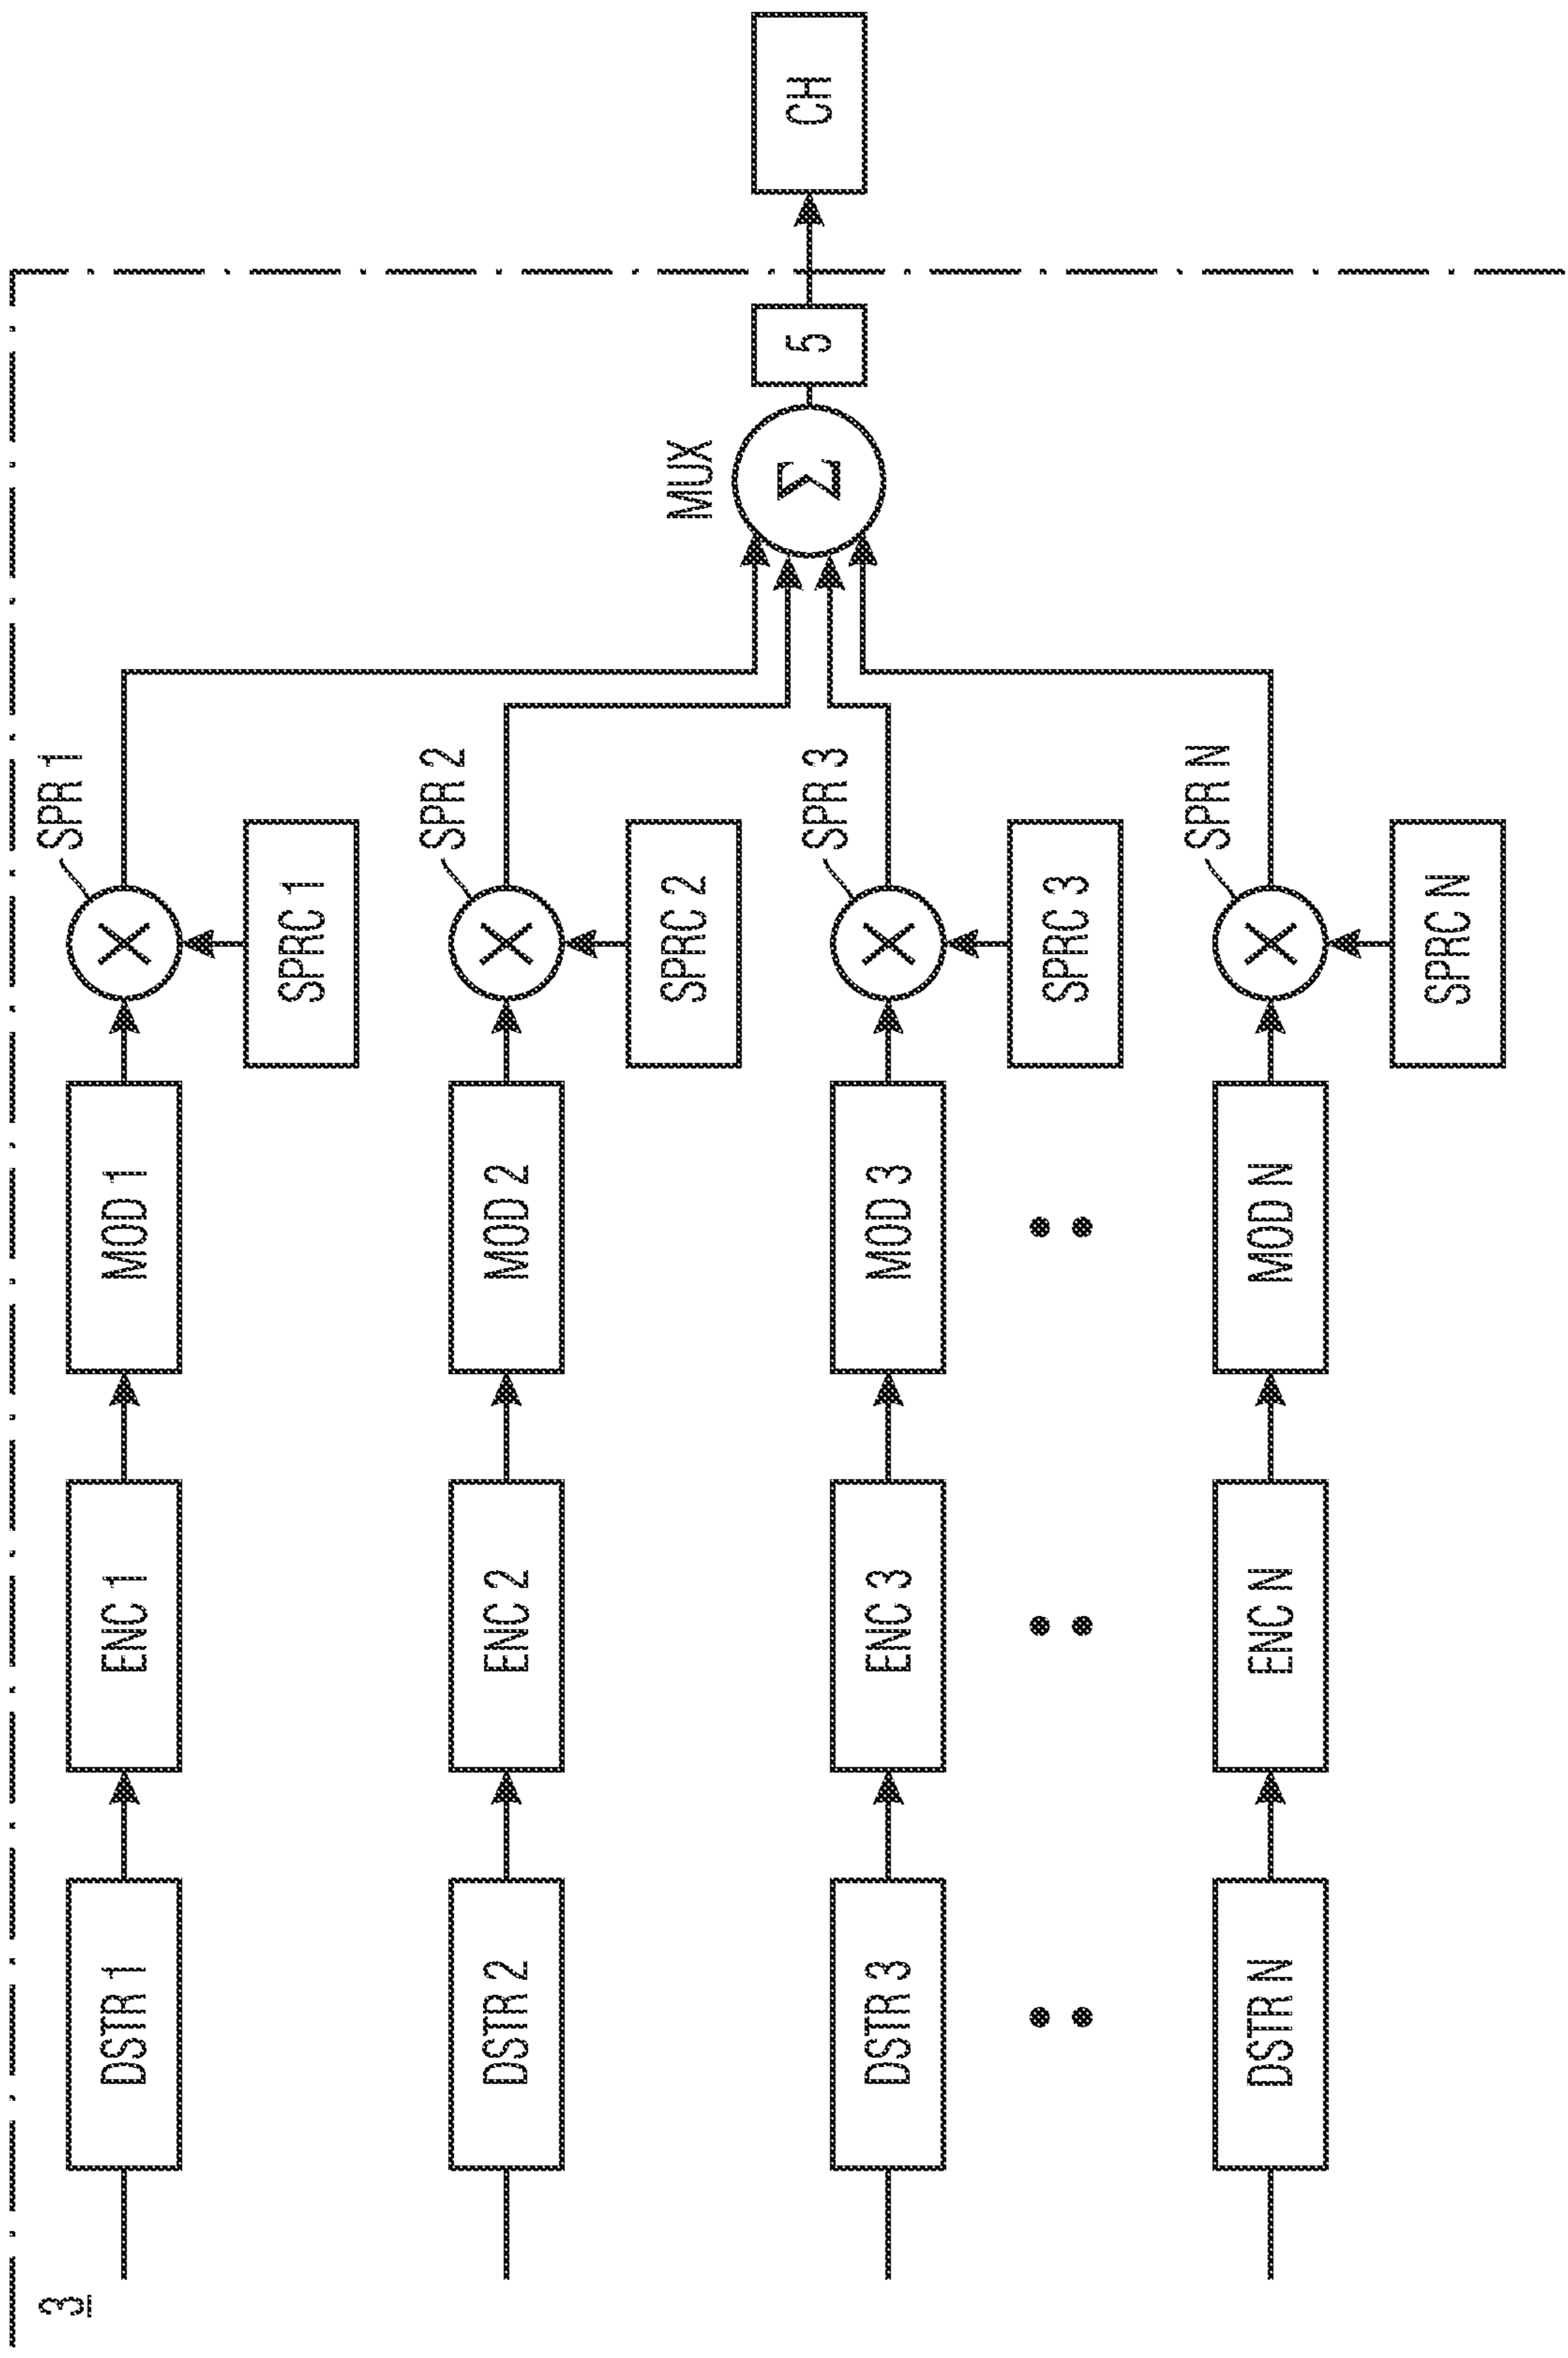 3
DSTR 1
ENC 1
MOD 1
SPR 1
SPRC 1
DSTR 2
ENC 2
MOD 2
SPR 2
SPRC 2
MUX
Σ
5
CH
DSTR 3
ENC 3
MOD 3
SPR 3
SPRC 3
DSTR N
ENC N
MOD N
SPR N
SPRC N